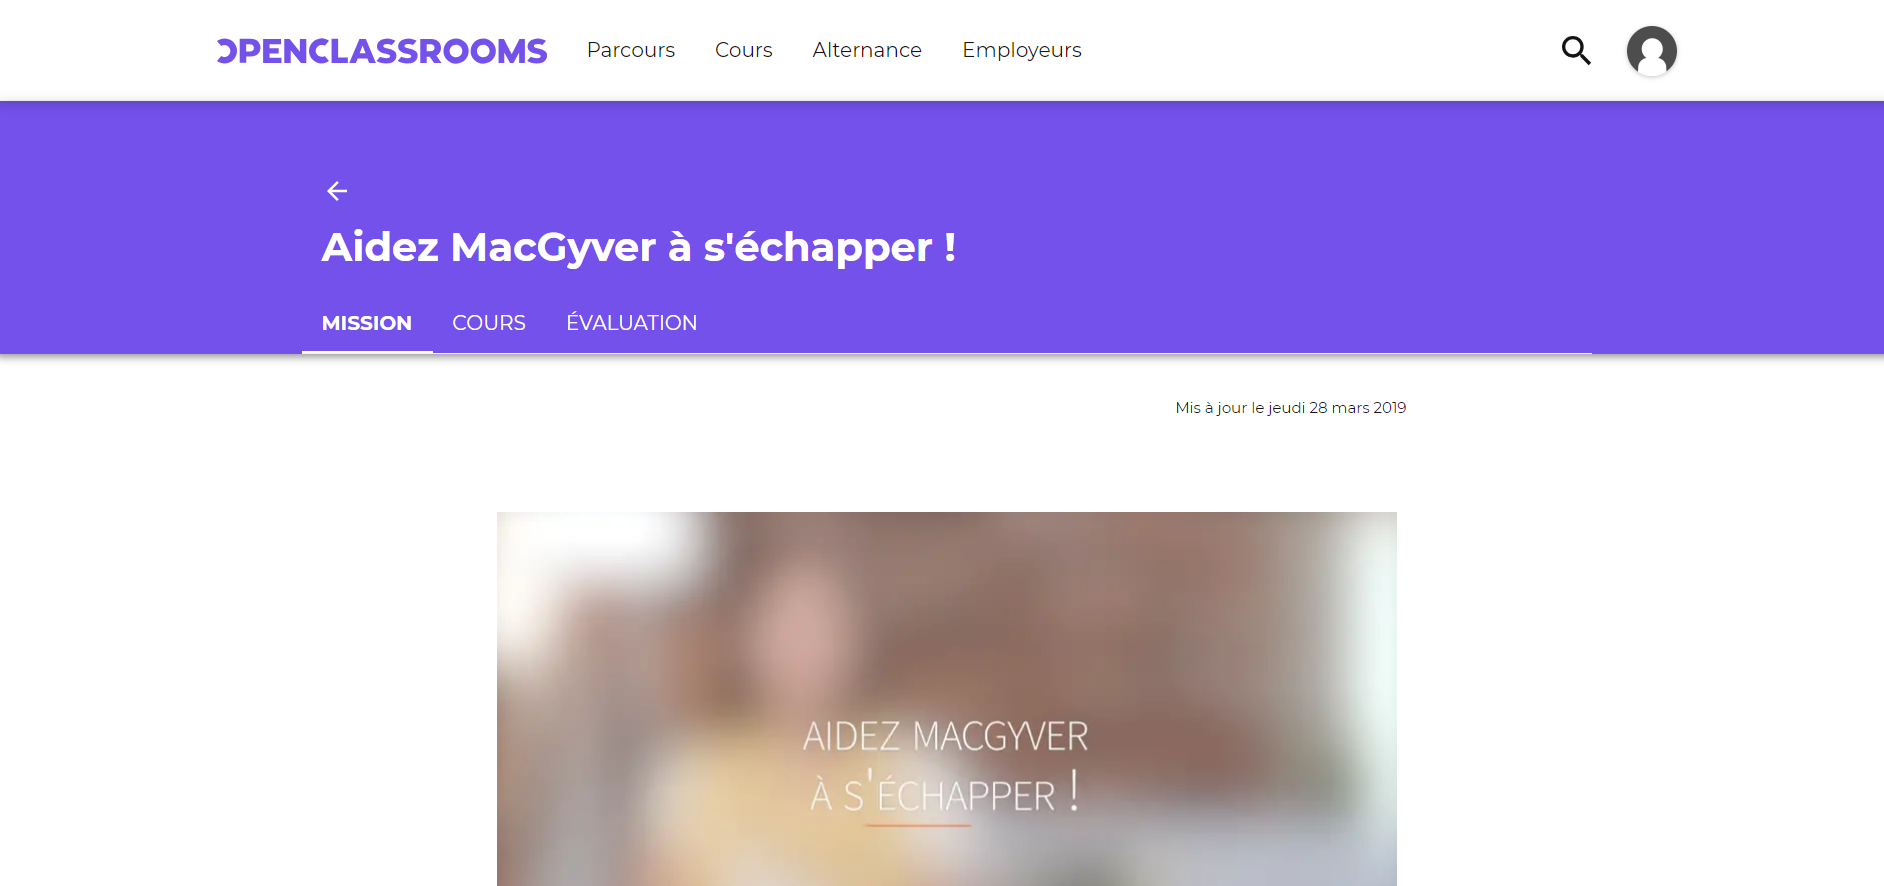 OPENCLASSROOMS Parcours Cours Alternance Employeurs
Aidez MacGyver à s'échapper !
MISSION COURS ÉVALUATION
Mis à jour le jeudi 28 mars 2019
AIDEZ MACGYVER
À S'ÉCHAPPER !